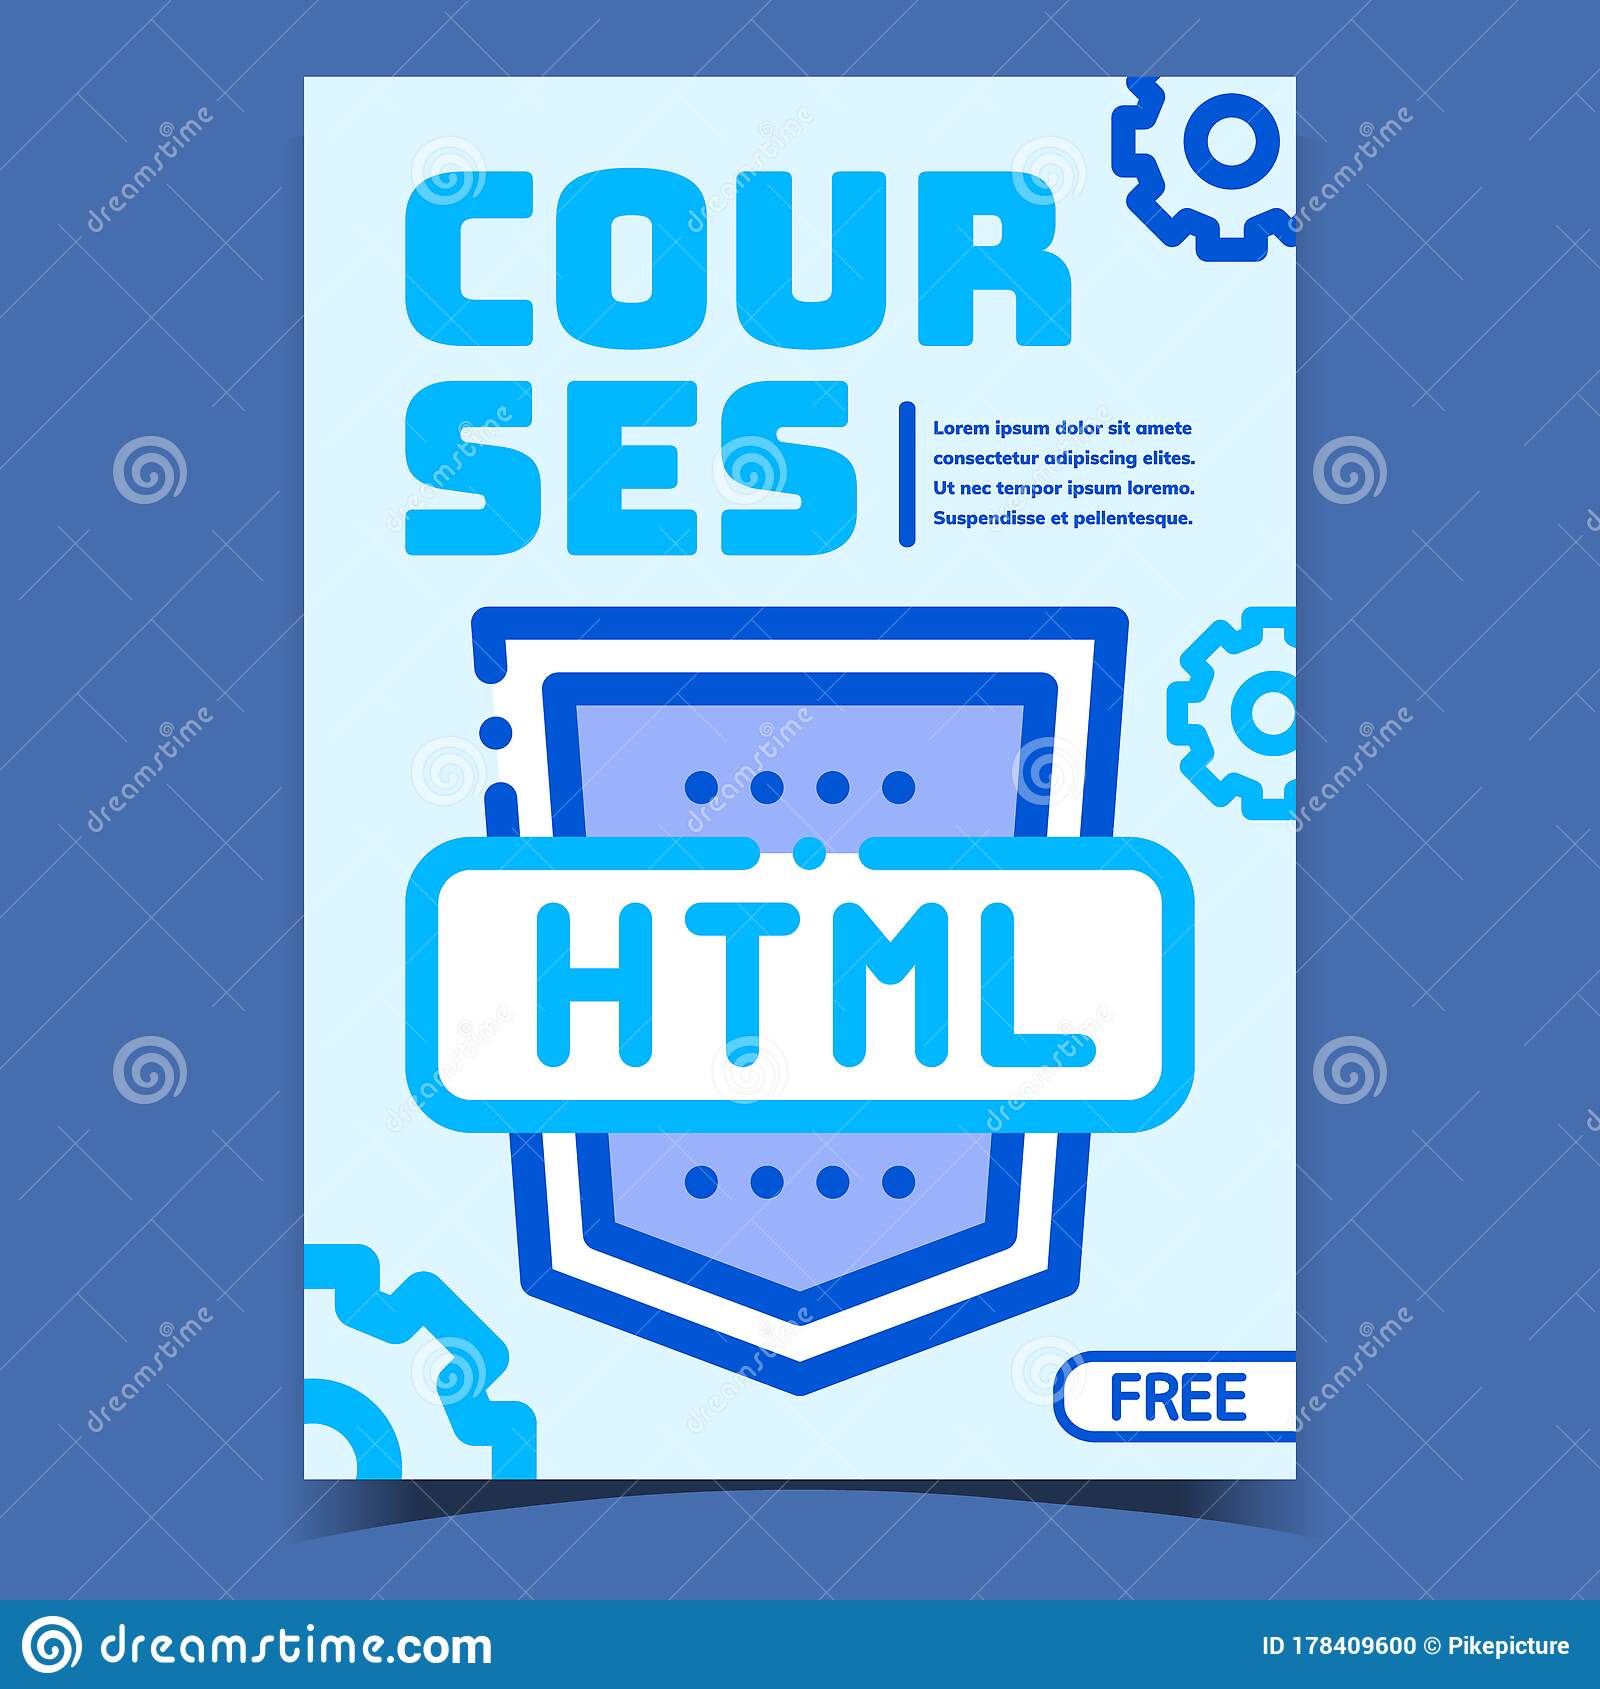 COUR
SES
Lorem ipsum dolor sit amete
consectetur adipiscing elites.
Ut nec tempor ipsum loremo.
Suspendisse et pellentesque.
HTML
FREE
dreamstime.com
ID 178409600 © Pikepicture